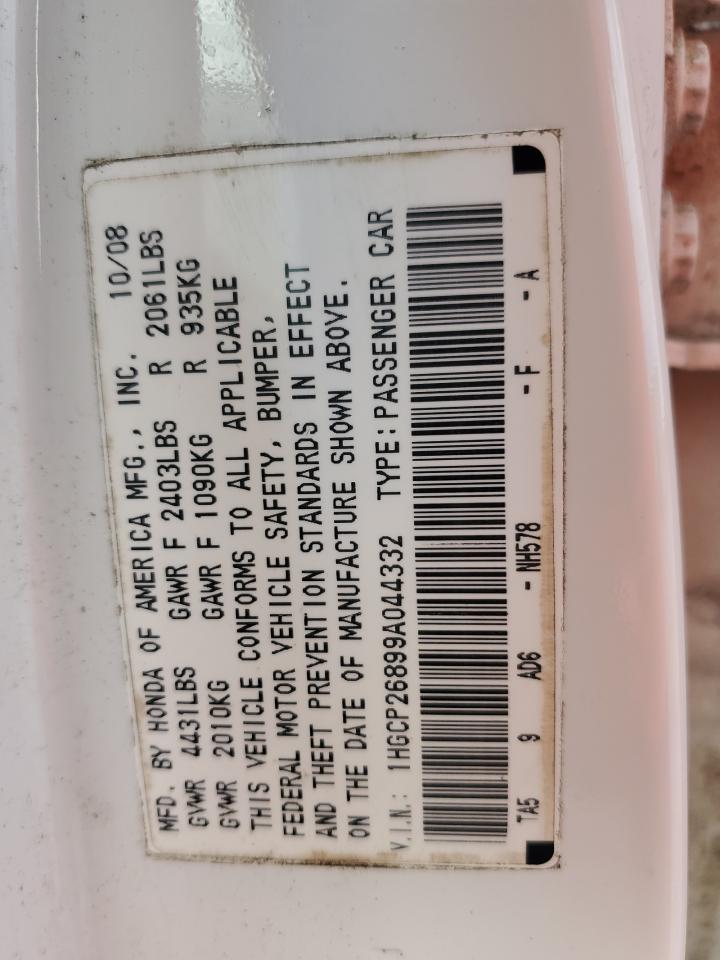 MFD. BY HONDA OF AMERICA MFG., INC. 10/08
GVWR 4431LBS GAWR F 2403LBS R 2061LBS
GVWR 2010KG GAWR F 1090KG R 935KG
THIS VEHICLE CONFORMS TO ALL APPLICABLE
FEDERAL MOTOR VEHICLE SAFETY, BUMPER,
AND THEFT PREVENTION STANDARDS IN EFFECT
ON THE DATE OF MANUFACTURE SHOWN ABOVE.
V.I.N.: 1HGCP26899A044332 TYPE:PASSENGER CAR
TA5 9 AD6 - NH578 - F - A